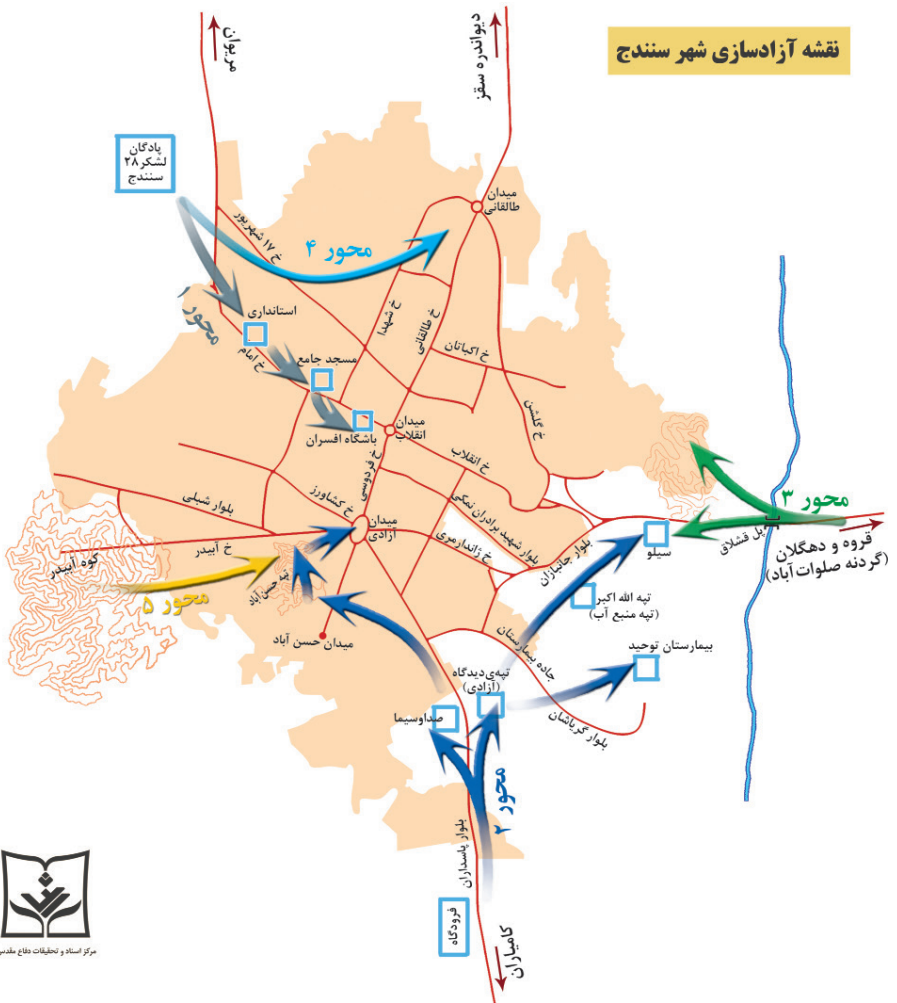 نقشه آزادسازی شهر سنندج
مریوان
دیواندره سقز
پادگان
لشکر ۲۸
سنندج
میدان
طالقانی
خ ۱۷ شهریور
محور ۴
محور ۱
استانداری
خ امام
مسجد جامع
خ شهدا
خ طالقانی
خ اکباتان
باشگاه افسران
میدان
انقلاب
خ گلشن
خ انقلاب
خ فردوسی
خ کشاورز
بلوار شبلی
میدان
آزادی
بلوار شهید برادران نمکی
خ ژاندارمری
بلوار جانبازان
سیلو
محور ۳
پل قشلاق
قروه و دهگلان
(گردنه صلوات آباد)
خ آبیدر
کوه آبیدر
محور ۵
تپه حسن آباد
میدان حسن آباد
تپه الله اکبر
(تپه منبع آب)
جاده بیمارستان
بیمارستان توحید
تپه‌ی دیدگاه
(آزادی)
صداوسیما
بلوار گریاشان
محور ۲
بلوار پاسداران
فرودگاه
کامیاران
مرکز اسناد و تحقیقات دفاع مقدس